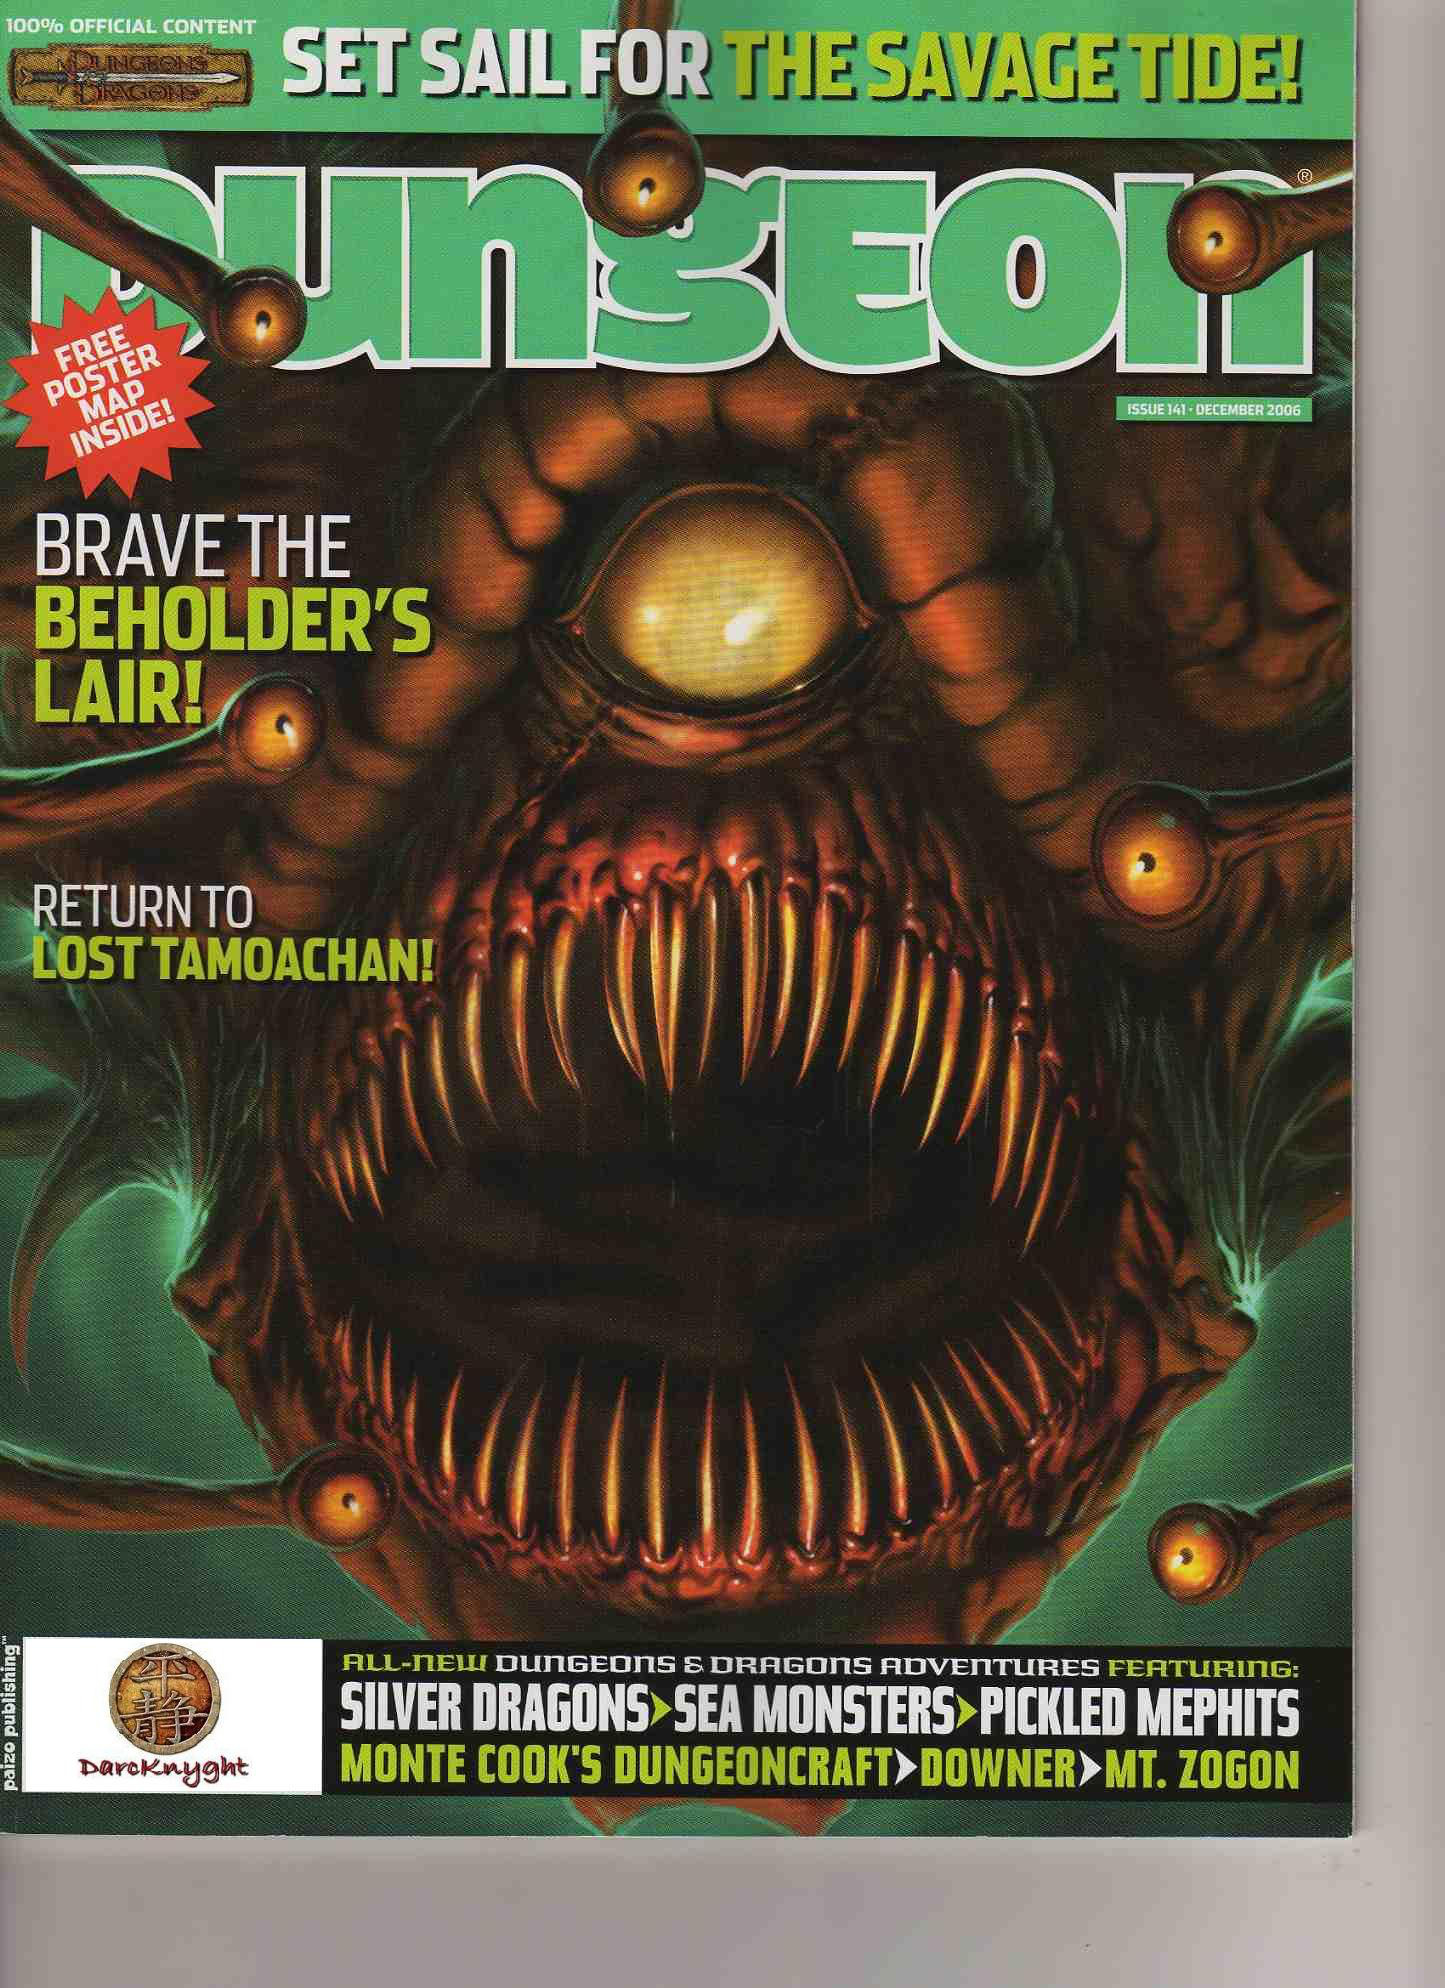 100% OFFICIAL CONTENT
DUNGEONS
DRAGONS
SET SAIL FOR THE SAVAGE TIDE!
DUNGEON®
FREE
POSTER
MAP
INSIDE!
ISSUE 141 · DECEMBER 2006
BRAVE THE
BEHOLDER'S
LAIR!
RETURN TO
LOST TAMOACHAN!
paizo publishing™
平
静
DarcKnyght
ALL-NEW DUNGEONS & DRAGONS ADVENTURES FEATURING:
SILVER DRAGONS>SEA MONSTERS>PICKLED MEPHITS
MONTE COOK'S DUNGEONCRAFT>DOWNER>MT. ZOGON